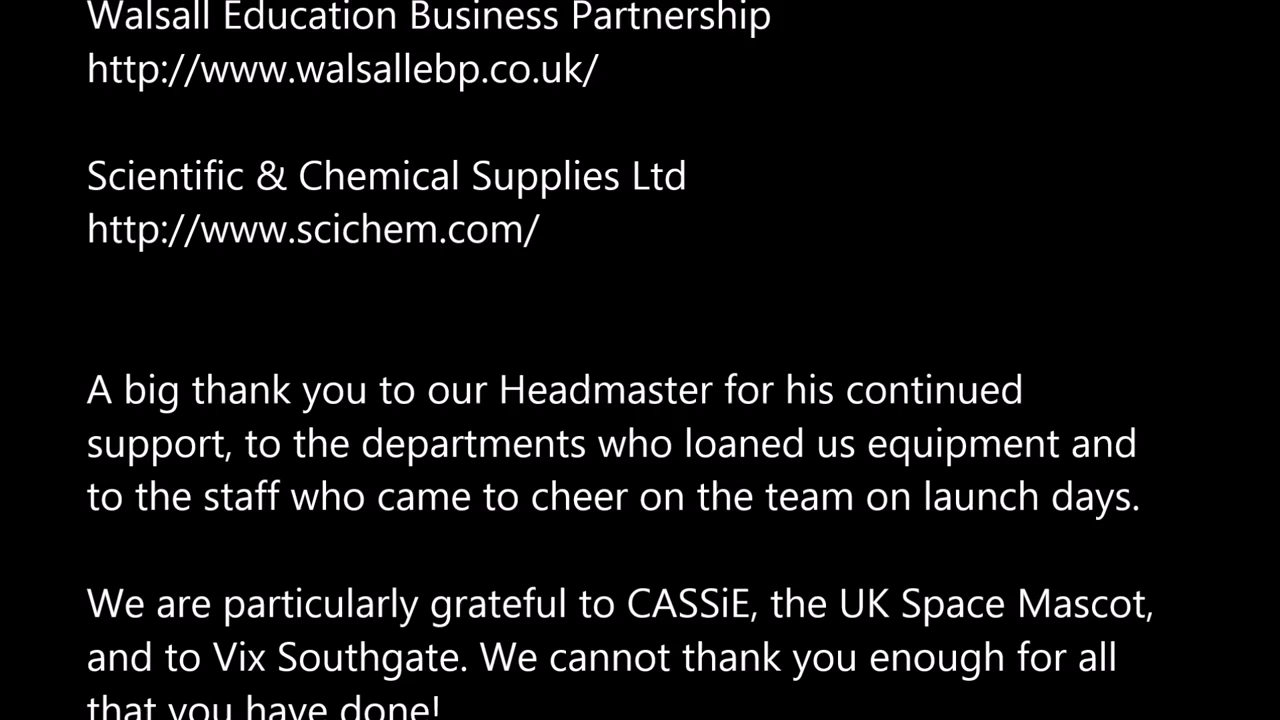 Walsall Education Business Partnership
http://www.walsallebp.co.uk/
Scientific & Chemical Supplies Ltd
http://www.scichem.com/
A big thank you to our Headmaster for his continued
support, to the departments who loaned us equipment and
to the staff who came to cheer on the team on launch days.
We are particularly grateful to CASSiE, the UK Space Mascot,
and to Vix Southgate. We cannot thank you enough for all
that you have done!